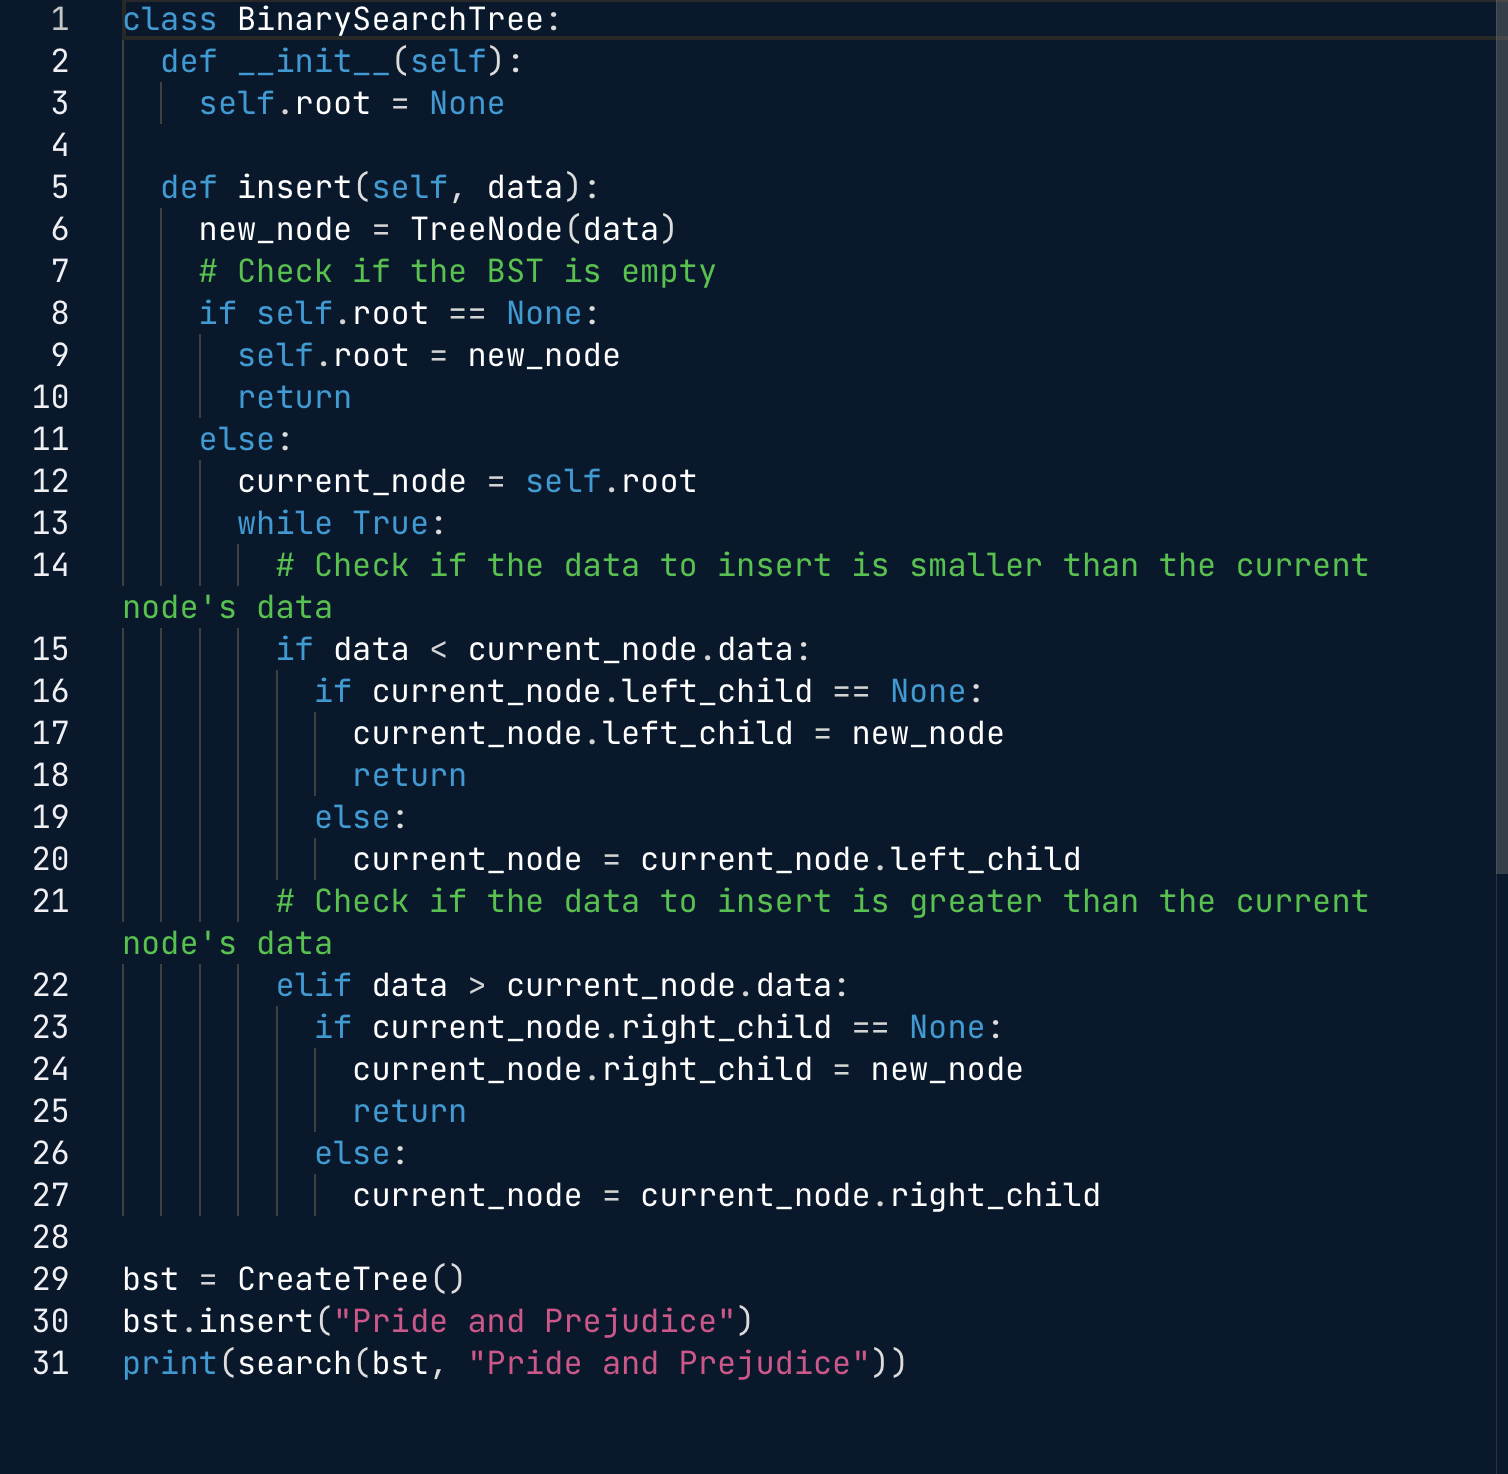 1 class BinarySearchTree:
2   def __init__(self):
3     self.root = None
4
5   def insert(self, data):
6     new_node = TreeNode(data)
7     # Check if the BST is empty
8     if self.root == None:
9       self.root = new_node
10       return
11     else:
12       current_node = self.root
13       while True:
14         # Check if the data to insert is smaller than the current
node's data
15         if data < current_node.data:
16           if current_node.left_child == None:
17             current_node.left_child = new_node
18             return
19           else:
20             current_node = current_node.left_child
21         # Check if the data to insert is greater than the current
node's data
22         elif data > current_node.data:
23           if current_node.right_child == None:
24             current_node.right_child = new_node
25             return
26           else:
27             current_node = current_node.right_child
28
29 bst = CreateTree()
30 bst.insert("Pride and Prejudice")
31 print(search(bst, "Pride and Prejudice"))